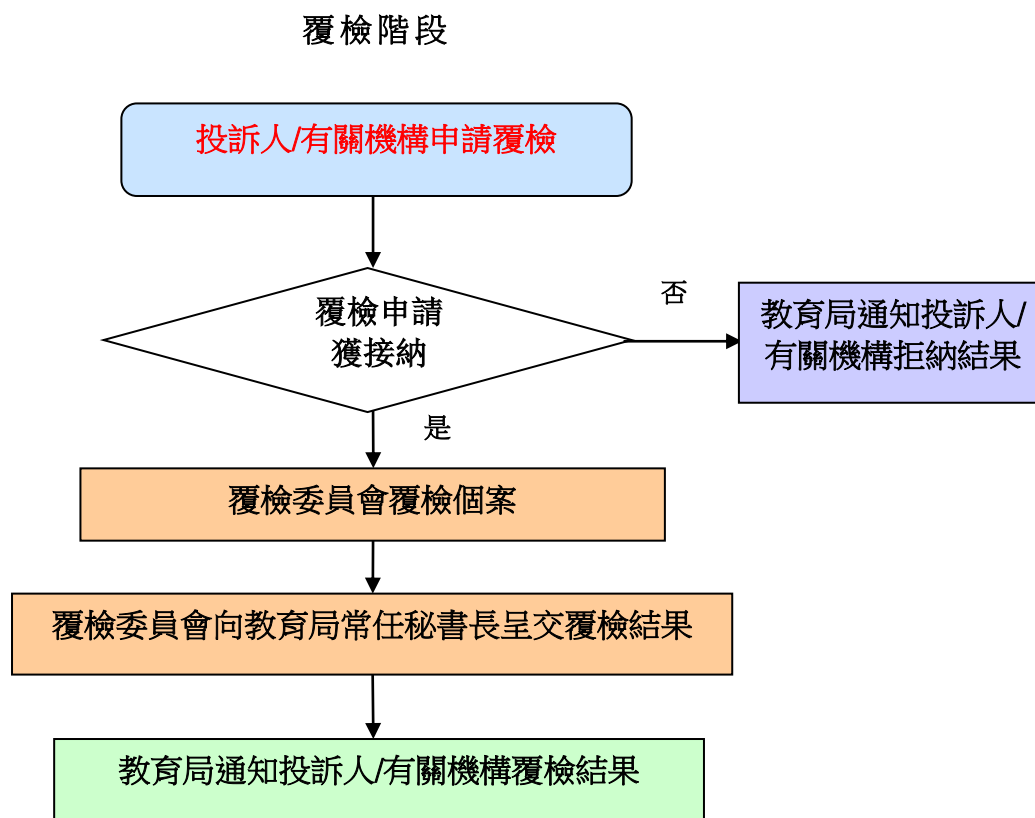 覆檢階段
投訴人/有關機構申請覆檢
覆檢申請
獲接納
否
教育局通知投訴人/
有關機構拒納結果
是
覆檢委員會覆檢個案
覆檢委員會向教育局常任秘書長呈交覆檢結果
教育局通知投訴人/有關機構覆檢結果